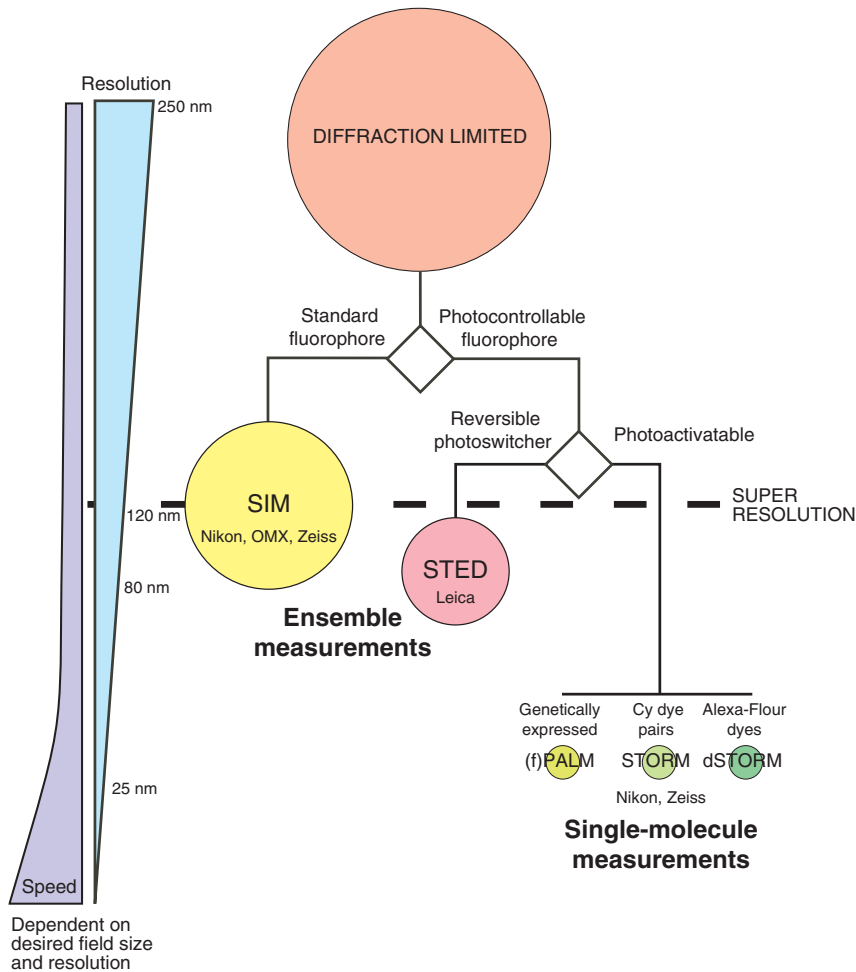 Resolution
250 nm
DIFFRACTION LIMITED
Standard
fluorophore
Photocontrollable
fluorophore
Reversible
photoswitcher
Photoactivatable
SUPER
RESOLUTION
120 nm
SIM
Nikon, OMX, Zeiss
STED
Leica
80 nm
Ensemble
measurements
Genetically
expressed
(f)PALM
Cy dye
pairs
STORM
Alexa-Flour
dyes
dSTORM
Nikon, Zeiss
Single-molecule
measurements
25 nm
Speed
Dependent on
desired field size
and resolution